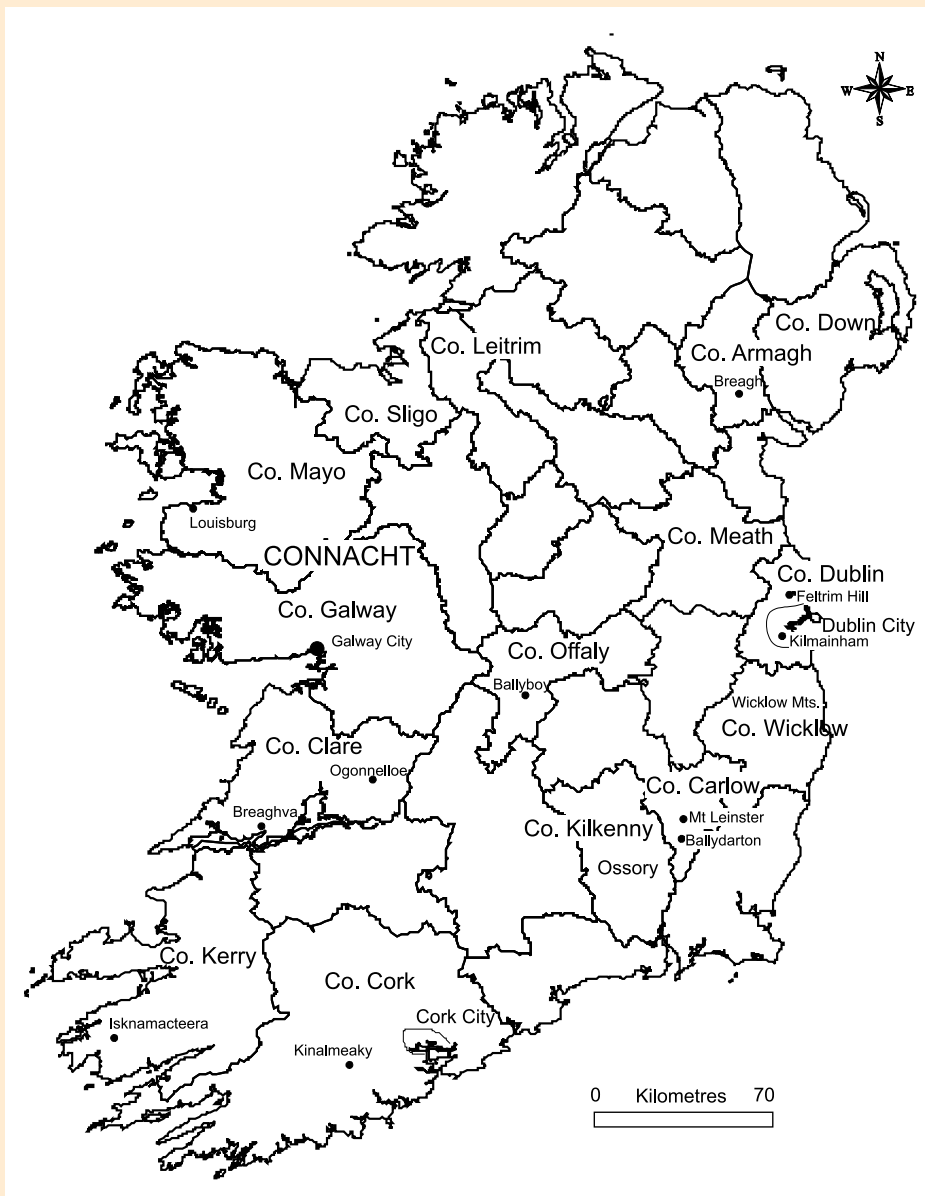 N
W E
S
Co. Down
Co. Leitrim
Co. Armagh
Breagh
Co. Sligo
Co. Mayo
Louisburg
Co. Meath
CONNACHT
Co. Dublin
Feltrim Hill
Co. Galway
Dublin City
Galway City
Kilmainham
Co. Offaly
Ballyboy
Wicklow Mts.
Co. Wicklow
Co. Clare
Ogonnelloe
Co. Carlow
Breaghva
Mt Leinster
Co. Kilkenny
Ballydarton
Ossory
Co. Kerry
Co. Cork
Cork City
Isknamacteera
Kinalmeaky
0 Kilometres 70